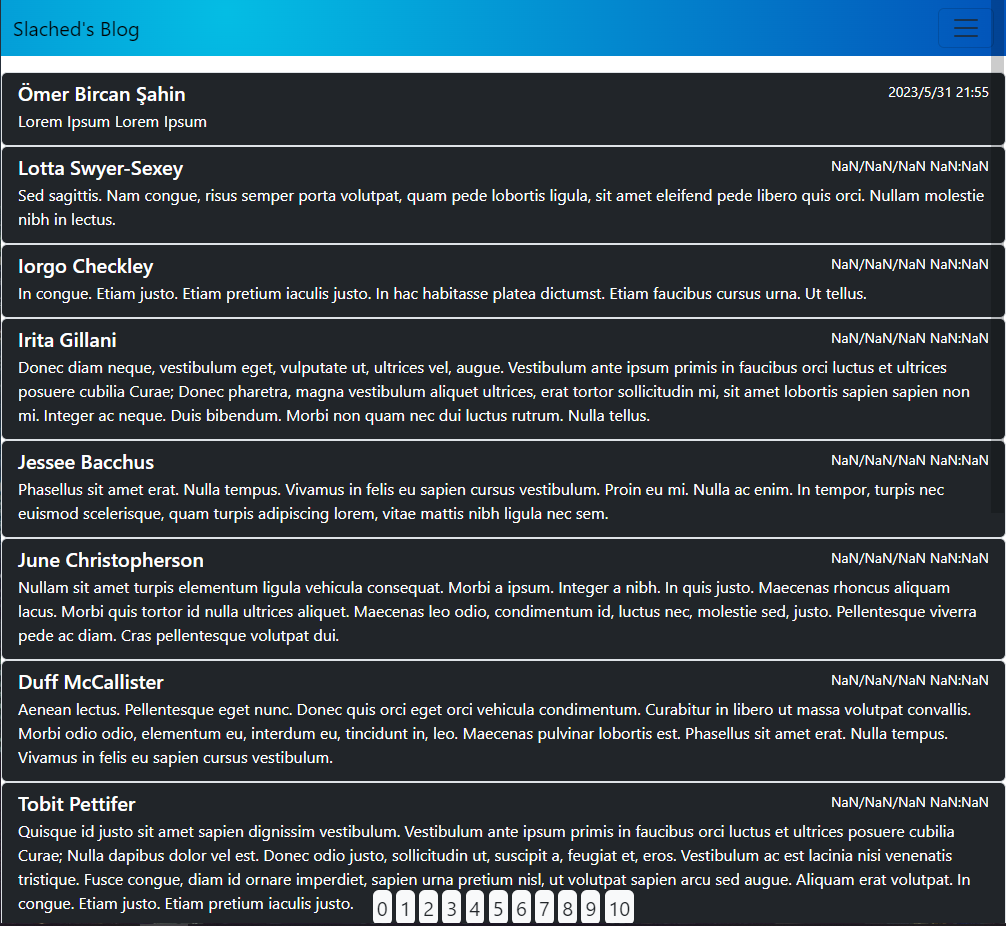 Slached's Blog
Ömer Bircan Şahin
2023/5/31 21:55
Lorem Ipsum Lorem Ipsum
Lotta Swyer-Sexey
NaN/NaN/NaN NaN:NaN
Sed sagittis. Nam congue, risus semper porta volutpat, quam pede lobortis ligula, sit amet eleifend pede libero quis orci. Nullam molestie
nibh in lectus.
Iorgo Checkley
NaN/NaN/NaN NaN:NaN
In congue. Etiam justo. Etiam pretium iaculis justo. In hac habitasse platea dictumst. Etiam faucibus cursus urna. Ut tellus.
Irita Gillani
NaN/NaN/NaN NaN:NaN
Donec diam neque, vestibulum eget, vulputate ut, ultrices vel, augue. Vestibulum ante ipsum primis in faucibus orci luctus et ultrices
posuere cubilia Curae; Donec pharetra, magna vestibulum aliquet ultrices, erat tortor sollicitudin mi, sit amet lobortis sapien sapien non
mi. Integer ac neque. Duis bibendum. Morbi non quam nec dui luctus rutrum. Nulla tellus.
Jessee Bacchus
NaN/NaN/NaN NaN:NaN
Phasellus sit amet erat. Nulla tempus. Vivamus in felis eu sapien cursus vestibulum. Proin eu mi. Nulla ac enim. In tempor, turpis nec
euismod scelerisque, quam turpis adipiscing lorem, vitae mattis nibh ligula nec sem.
June Christopherson
NaN/NaN/NaN NaN:NaN
Nullam sit amet turpis elementum ligula vehicula consequat. Morbi a ipsum. Integer a nibh. In quis justo. Maecenas rhoncus aliquam
lacus. Morbi quis tortor id nulla ultrices aliquet. Maecenas leo odio, condimentum id, luctus nec, molestie sed, justo. Pellentesque viverra
pede ac diam. Cras pellentesque volutpat dui.
Duff McCallister
NaN/NaN/NaN NaN:NaN
Aenean lectus. Pellentesque eget nunc. Donec quis orci eget orci vehicula condimentum. Curabitur in libero ut massa volutpat convallis.
Morbi odio odio, elementum eu, interdum eu, tincidunt in, leo. Maecenas pulvinar lobortis est. Phasellus sit amet erat. Nulla tempus.
Vivamus in felis eu sapien cursus vestibulum.
Tobit Pettifer
NaN/NaN/NaN NaN:NaN
Quisque id justo sit amet sapien dignissim vestibulum. Vestibulum ante ipsum primis in faucibus orci luctus et ultrices posuere cubilia
Curae; Nulla dapibus dolor vel est. Donec odio justo, sollicitudin ut, suscipit a, feugiat et, eros. Vestibulum ac est lacinia nisi venenatis
tristique. Fusce congue, diam id ornare imperdiet, sapien urna pretium nisl, ut volutpat sapien arcu sed augue. Aliquam erat volutpat. In
congue. Etiam justo. Etiam pretium iaculis justo.
0 1 2 3 4 5 6 7 8 9 10